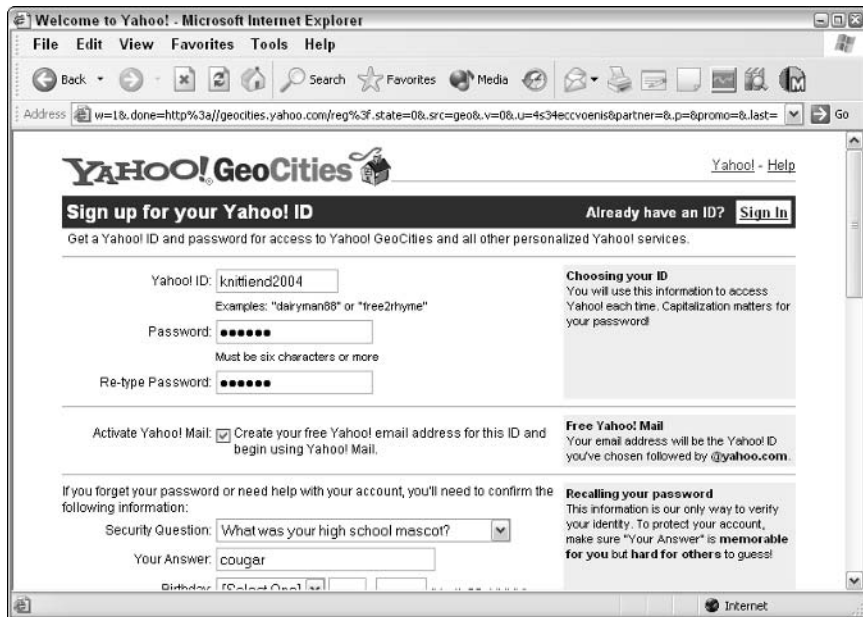 Welcome to Yahoo! - Microsoft Internet Explorer
File Edit View Favorites Tools Help
Back Search Favorites Media
Address w=1&.done=http%3a//geocities.yahoo.com/reg%3f.state=0&.src=geo&.v=0&.u=4s34eccvoenis&partner=&.p=&promo=&.last= Go
YAHOO! GeoCities
Yahoo! - Help
Sign up for your Yahoo! ID
Already have an ID? Sign In
Get a Yahoo! ID and password for access to Yahoo! GeoCities and all other personalized Yahoo! services.
Yahoo! ID: knittiend2004
Examples: "dairyman88" or "free2rhyme"
Password: ●●●●●●
Must be six characters or more
Re-type Password: ●●●●●●
Choosing your ID
You will use this information to access
Yahoo! each time. Capitalization matters for
your password!
Activate Yahoo! Mail: Create your free Yahoo! email address for this ID and
begin using Yahoo! Mail.
Free Yahoo! Mail
Your email address will be the Yahoo! ID
you've chosen followed by @yahoo.com.
If you forget your password or need help with your account, you'll need to confirm the
following information:
Security Question: What was your high school mascot?
Your Answer: cougar
Birthday: [Select One]
Recalling your password
This information is our only way to verify
your identity. To protect your account,
make sure "Your Answer" is memorable
for you but hard for others to guess!
Internet